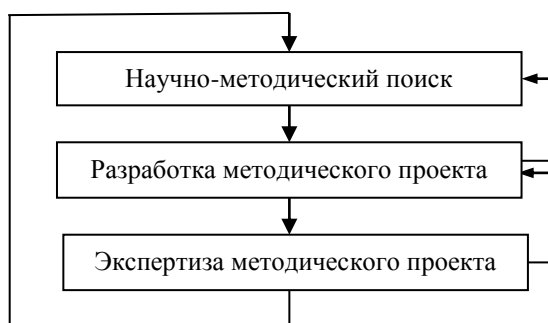 Научно-методический поиск
Разработка методического проекта
Экспертиза методического проекта